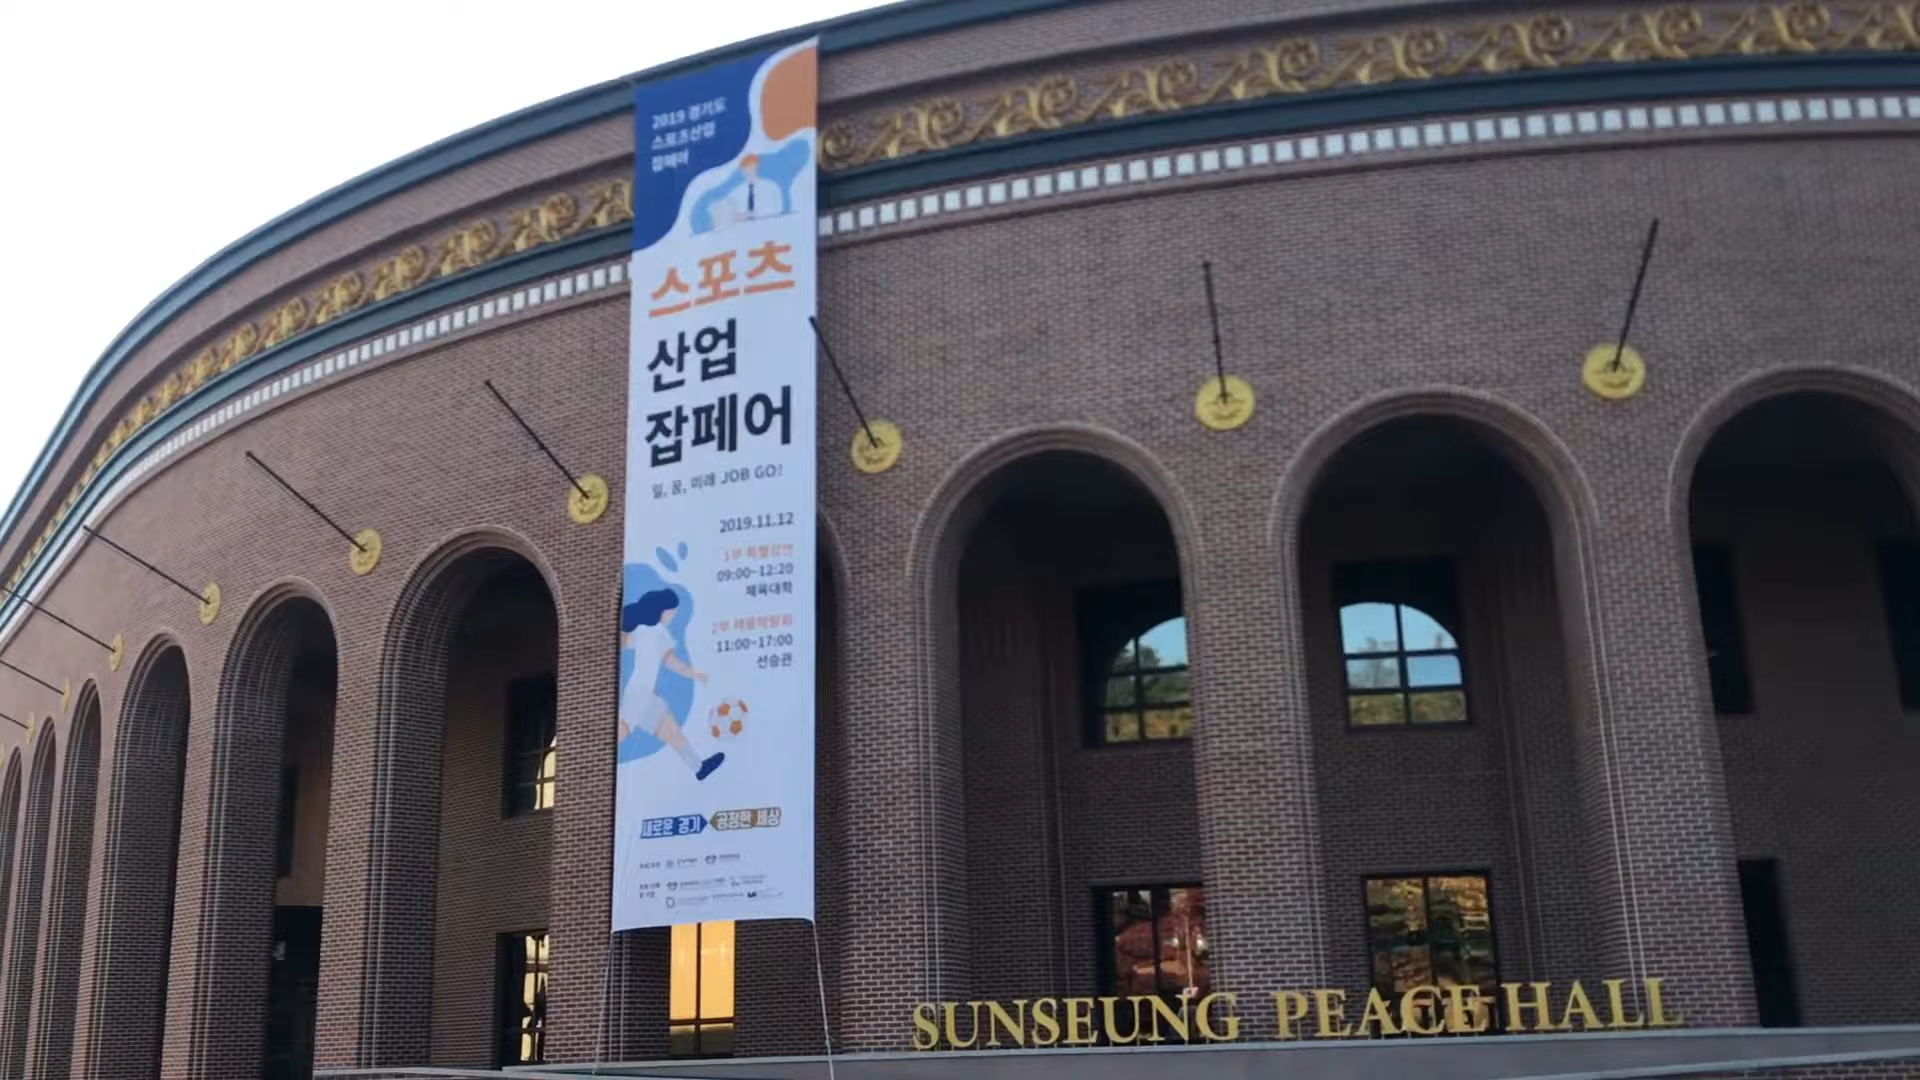 2019 경기도
스포츠산업
잡페어
스포츠
산업
잡페어
일, 꿈, 미래 JOB GO!
2019.11.12
1부 특별강연
09:00~12:20
체육대학
2부 채용박람회
11:00~17:00
선승관
새로운 경기 공정한 세상
SUNSEUNG PEACE HALL